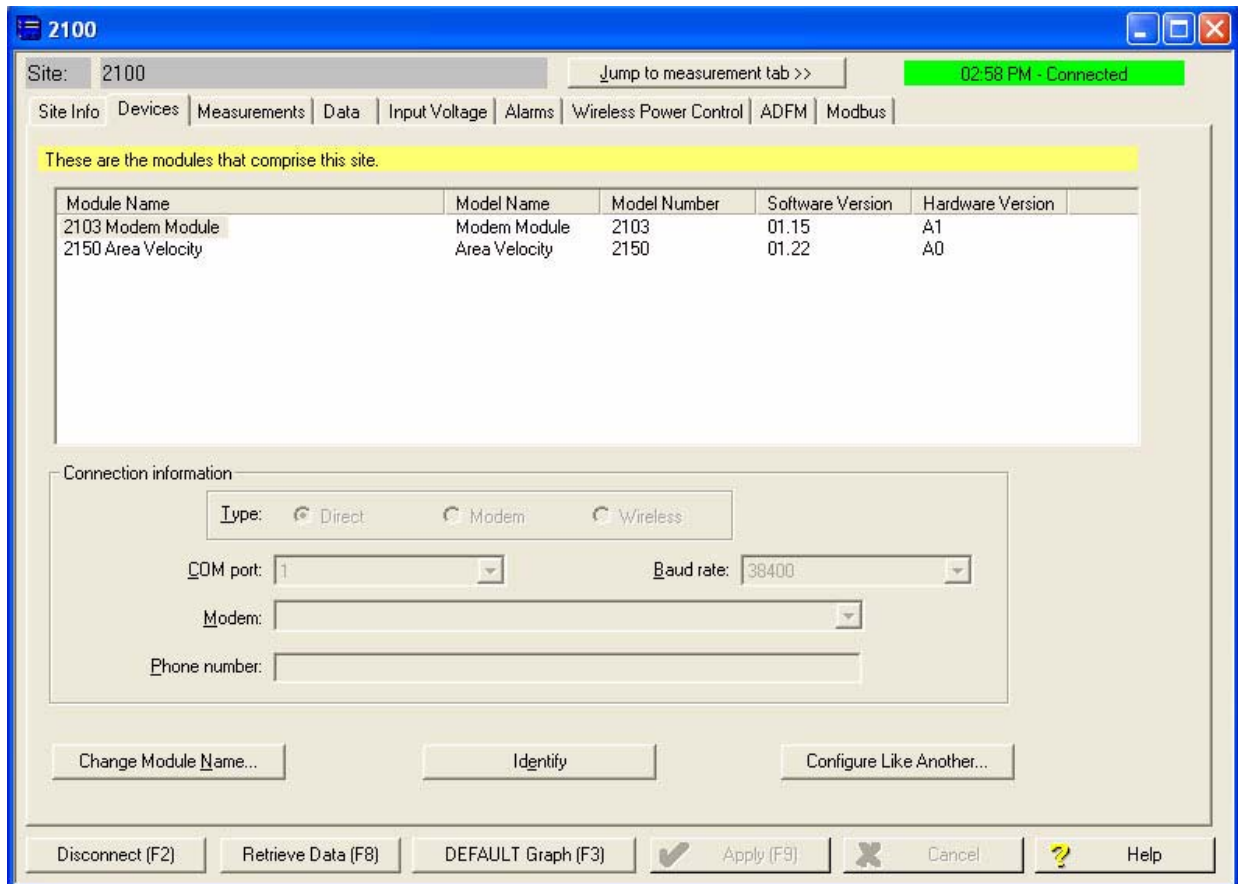 2100
Site: 2100 Jump to measurement tab >> 02:58 PM - Connected
Site Info Devices Measurements Data Input Voltage Alarms Wireless Power Control ADFM Modbus
These are the modules that comprise this site.
Module Name Model Name Model Number Software Version Hardware Version
2103 Modem Module Modem Module 2103 01.15 A1
2150 Area Velocity Area Velocity 2150 01.22 A0
Connection information
Type: Direct Modem Wireless
COM port: 1 Baud rate: 38400
Modem:
Phone number:
Change Module Name... Identify Configure Like Another...
Disconnect (F2) Retrieve Data (F8) DEFAULT Graph (F3) Apply (F9) Cancel ? Help